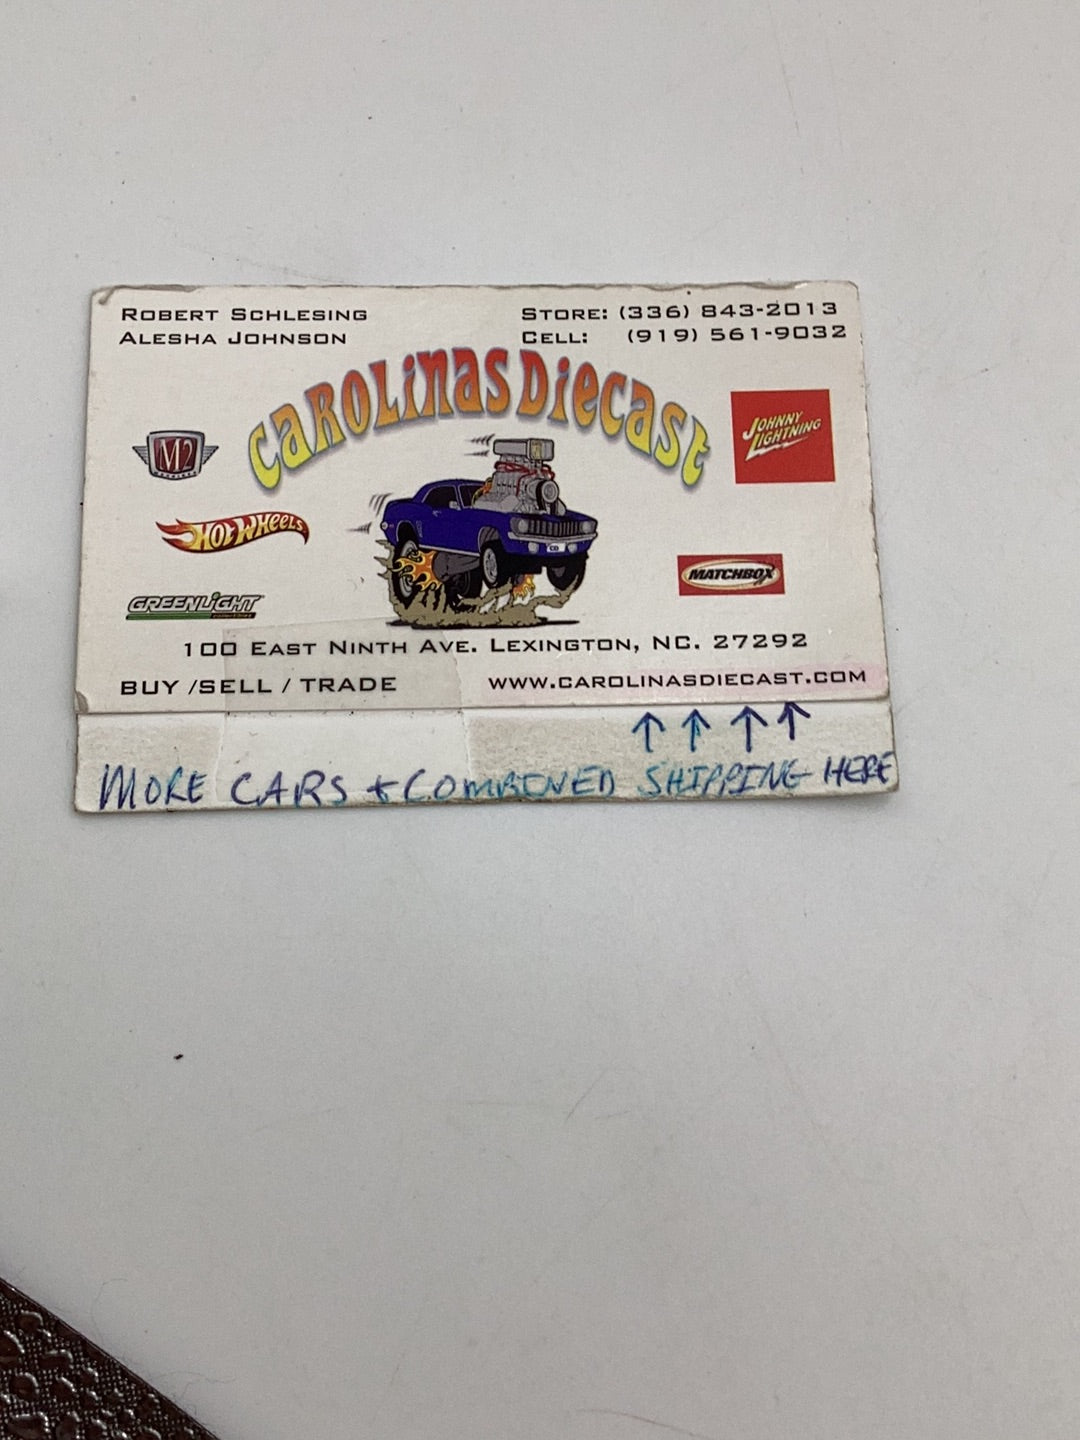 ROBERT SCHLESING
ALESHA JOHNSON
STORE: (336) 843-2013
CELL: (919) 561-9032
CAROLINAS DIECAST
M2
JOHNNY
LIGHTNING
HOT WHEELS
MATCHBOX
GREENLIGHT
100 EAST NINTH AVE. LEXINGTON, NC. 27292
BUY /SELL / TRADE
WWW.CAROLINASDIECAST.COM
MORE CARS + COMBINED SHIPPING HERE